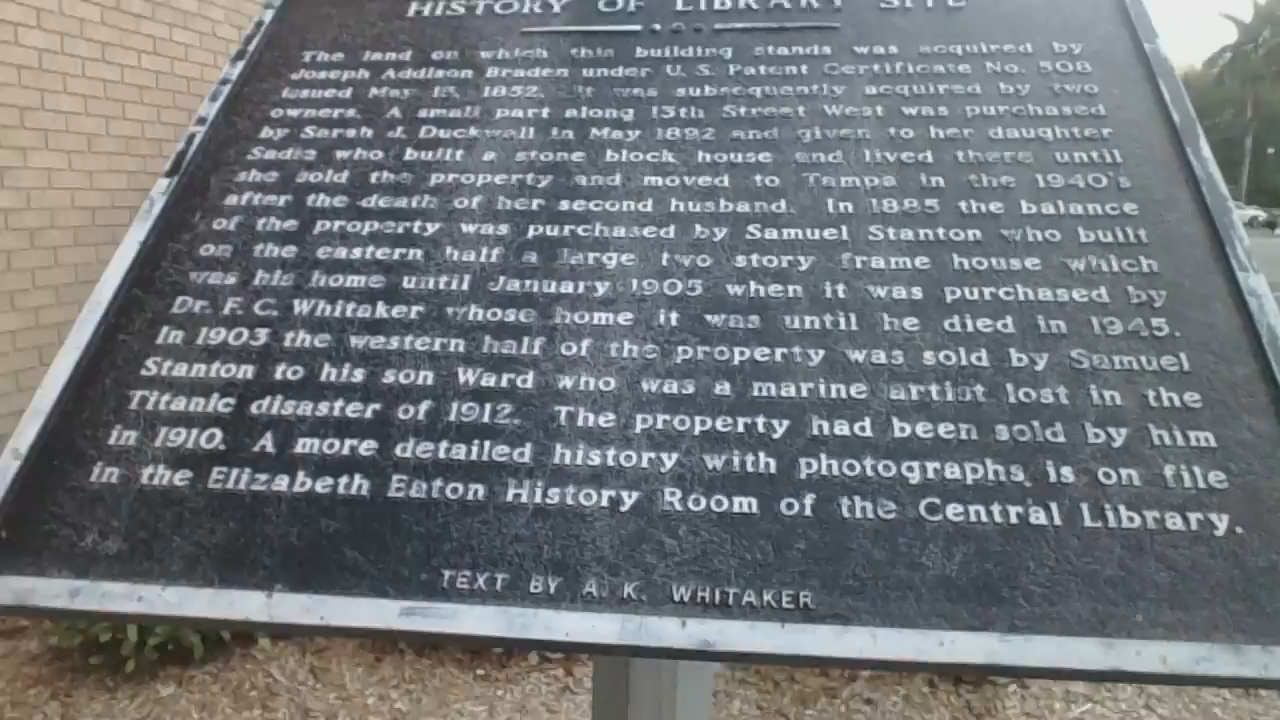 HISTORY OF LIBRARY SITE
The land on which this building stands was acquired by
Joseph Addison Braden under U. S. Patent Certificate No. 508
issued May 15, 1852. It was subsequently acquired by two
owners. A small part along 13th Street West was purchased
by Sarah J. Duckwall in May 1892 and given to her daughter
Sadie who built a stone block house and lived there until
she sold the property and moved to Tampa in the 1940's
after the death of her second husband. In 1885 the balance
of the property was purchased by Samuel Stanton who built
on the eastern half a large two story frame house which
was his home until January 1905 when it was purchased by
Dr. F. C. Whitaker whose home it was until he died in 1945.
In 1903 the western half of the property was sold by Samuel
Stanton to his son Ward who was a marine artist lost in the
Titanic disaster of 1912. The property had been sold by him
in 1910. A more detailed history with photographs is on file
in the Elizabeth Eaton History Room of the Central Library.
TEXT BY A. K. WHITAKER